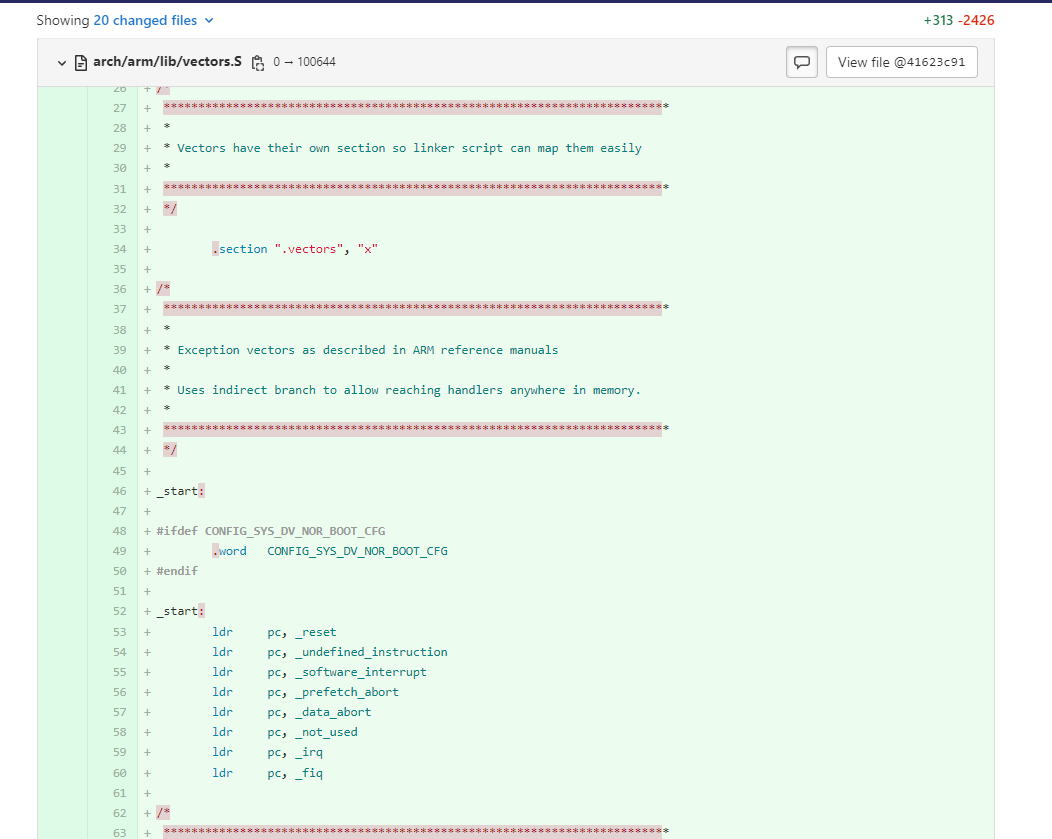 Showing 20 changed files +313 -2426
arch/arm/lib/vectors.S 0 → 100644 View file @41623c91
26 + /*
27 + *************************************************************************
28 + *
29 + * Vectors have their own section so linker script can map them easily
30 + *
31 + *************************************************************************
32 + */
33 +
34 + .section ".vectors", "x"
35 +
36 + /*
37 + *************************************************************************
38 + *
39 + * Exception vectors as described in ARM reference manuals
40 + *
41 + * Uses indirect branch to allow reaching handlers anywhere in memory.
42 + *
43 + *************************************************************************
44 + */
45 +
46 + _start:
47 +
48 + #ifdef CONFIG_SYS_DV_NOR_BOOT_CFG
49 + .word CONFIG_SYS_DV_NOR_BOOT_CFG
50 + #endif
51 +
52 + _start:
53 + ldr pc, _reset
54 + ldr pc, _undefined_instruction
55 + ldr pc, _software_interrupt
56 + ldr pc, _prefetch_abort
57 + ldr pc, _data_abort
58 + ldr pc, _not_used
59 + ldr pc, _irq
60 + ldr pc, _fiq
61 +
62 + /*
63 + *************************************************************************